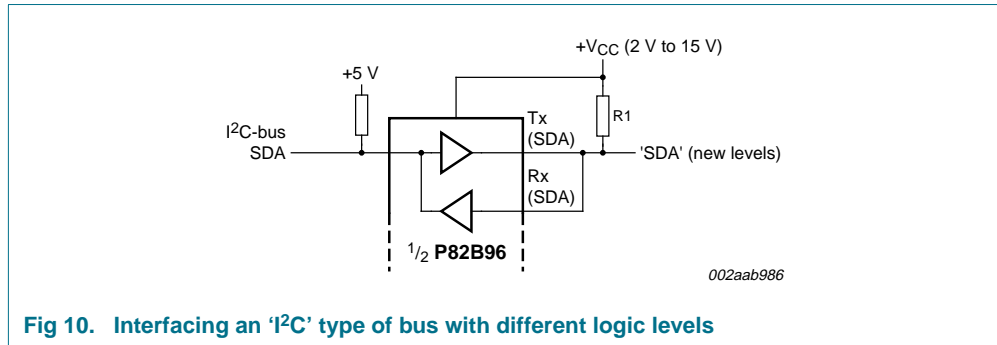 +VCC (2 V to 15 V)
+5 V
R1
Tx
(SDA)
I²C-bus
SDA
'SDA' (new levels)
Rx
(SDA)
1/2 P82B96
002aab986
Fig 10. Interfacing an ‘I²C’ type of bus with different logic levels